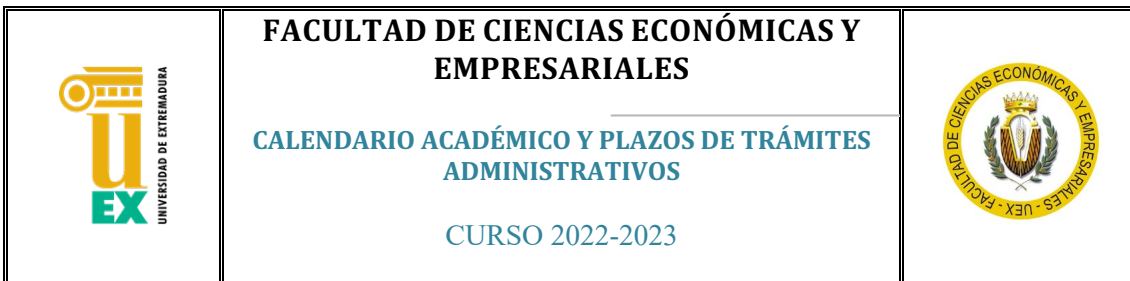 UEX
UNIVERSIDAD DE EXTREMADURA
FACULTAD DE CIENCIAS ECONÓMICAS Y
EMPRESARIALES
CALENDARIO ACADÉMICO Y PLAZOS DE TRÁMITES
ADMINISTRATIVOS
CURSO 2022-2023
FACULTAD DE CIENCIAS ECONÓMICAS Y EMPRESARIALES - UEX -